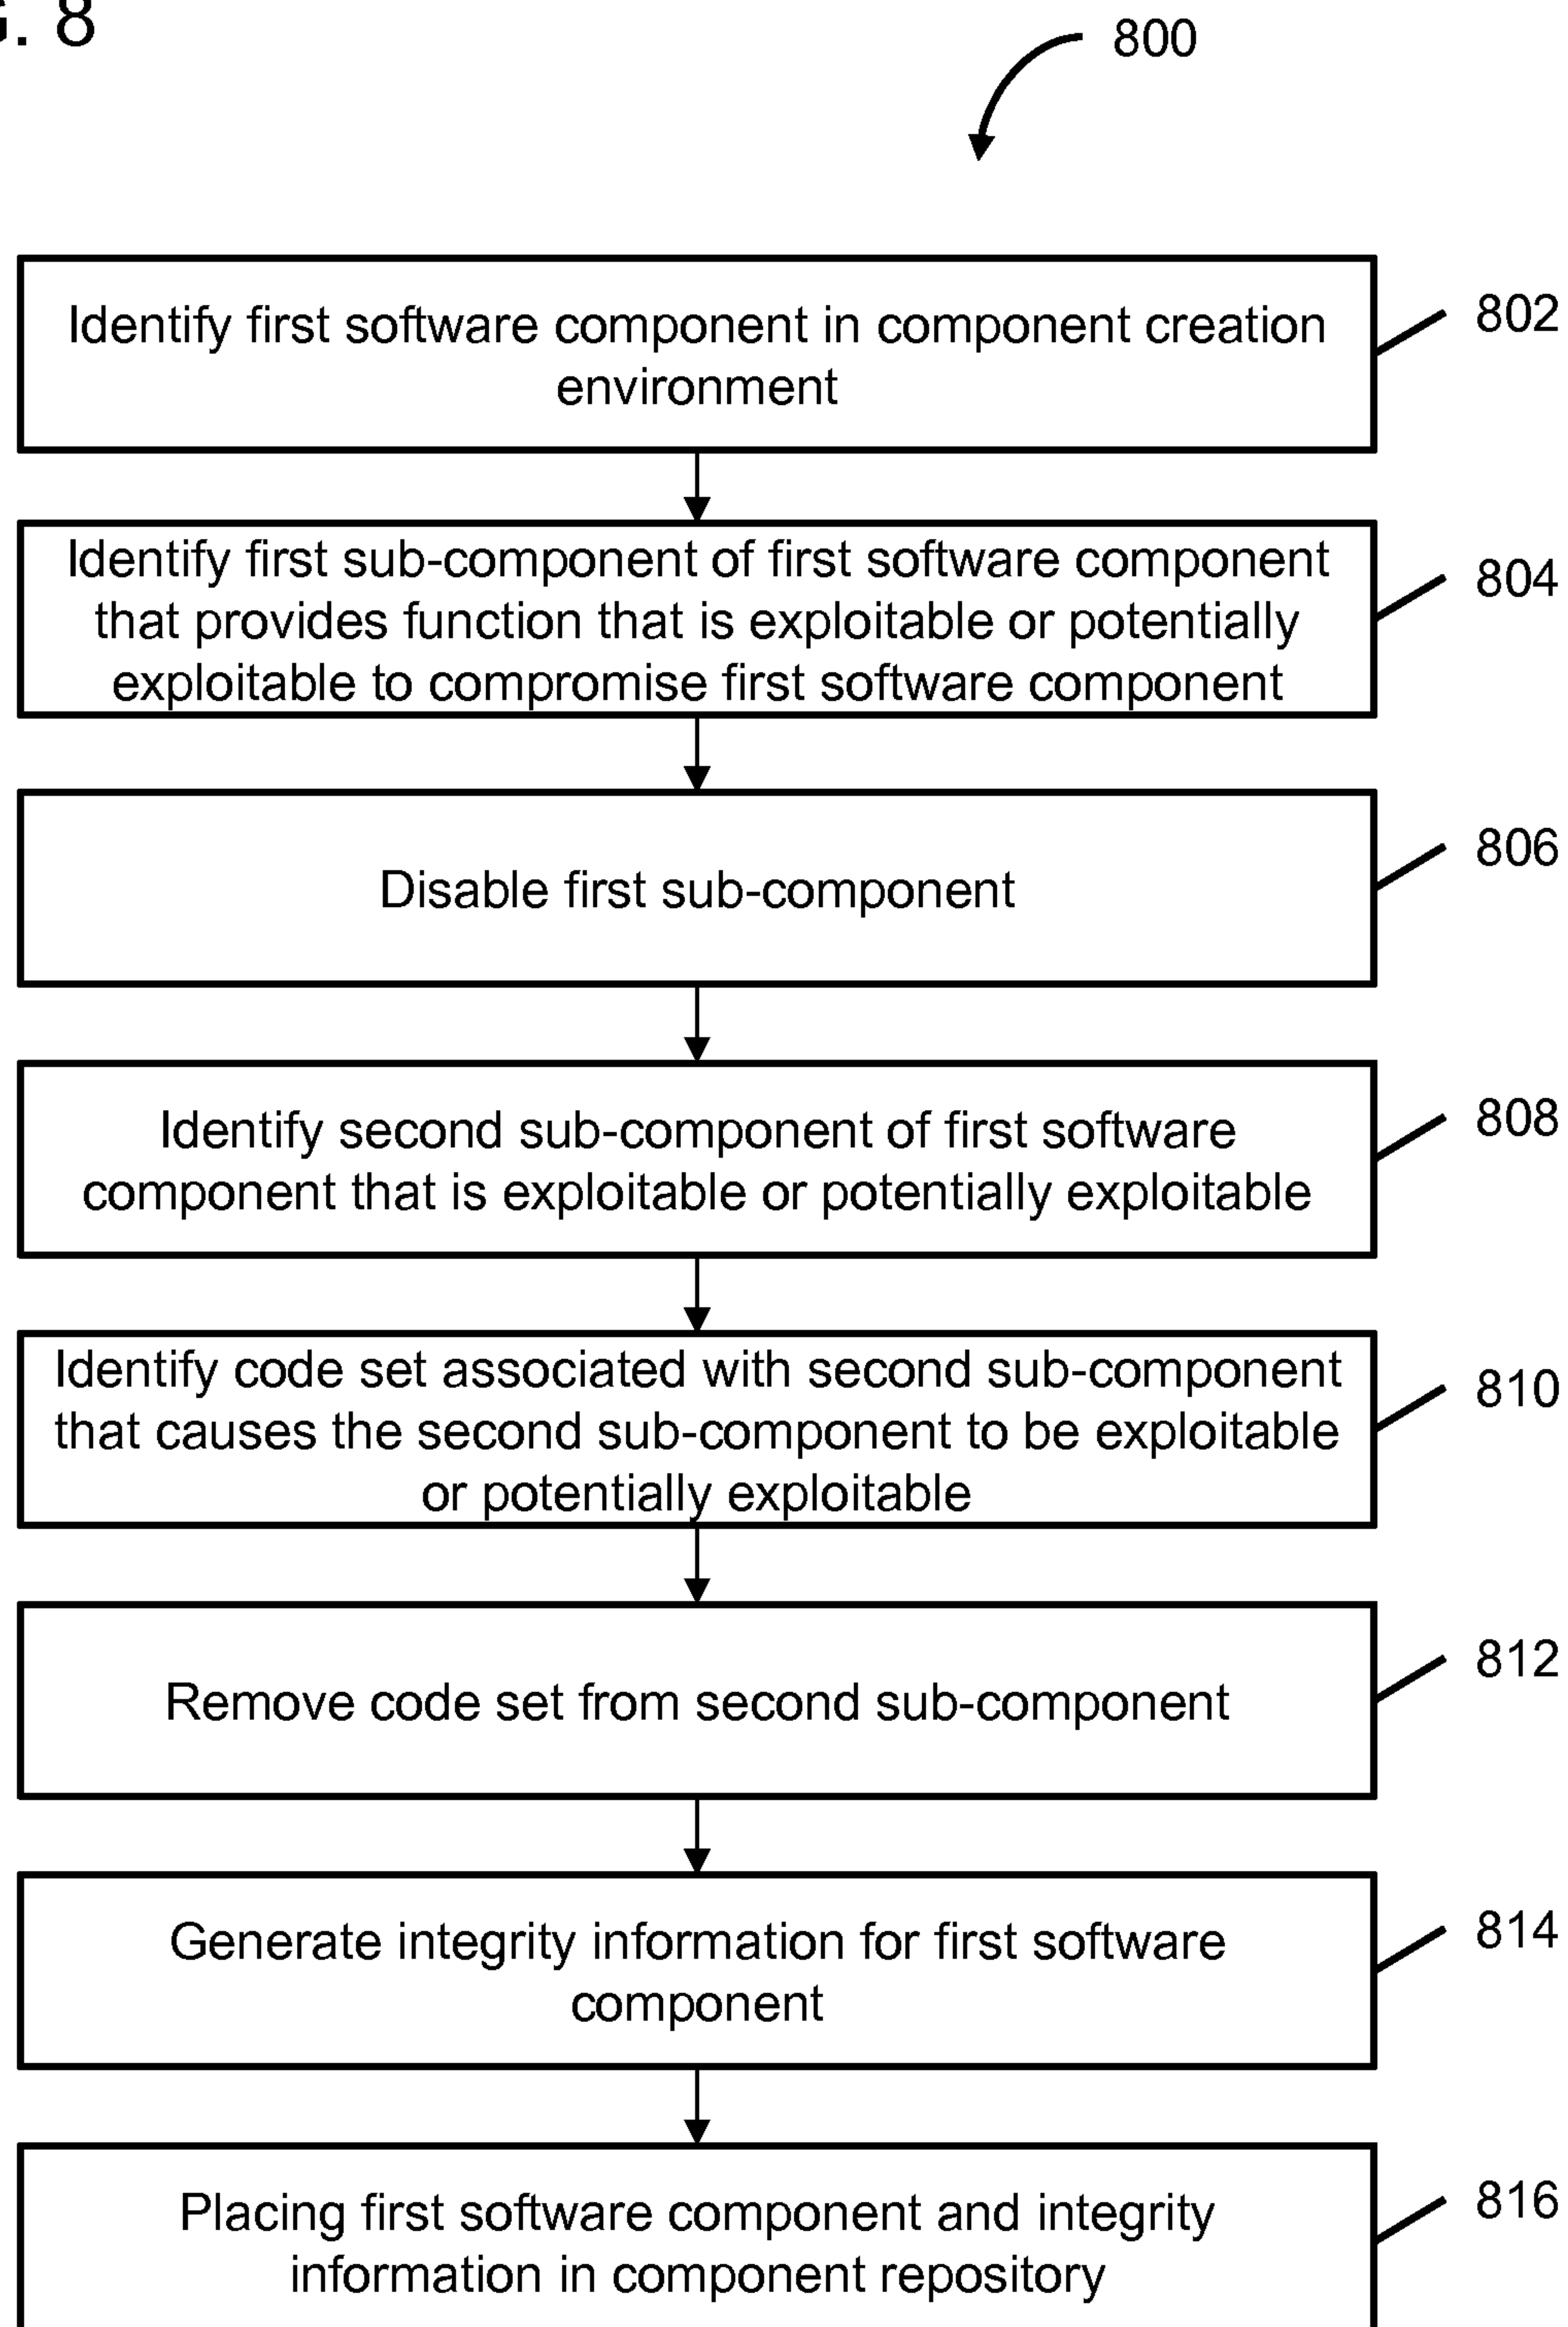 G. 8
800
Identify first software component in component creation
environment
802
Identify first sub-component of first software component
that provides function that is exploitable or potentially
exploitable to compromise first software component
804
Disable first sub-component
806
Identify second sub-component of first software
component that is exploitable or potentially exploitable
808
Identify code set associated with second sub-component
that causes the second sub-component to be exploitable
or potentially exploitable
810
Remove code set from second sub-component
812
Generate integrity information for first software
component
814
Placing first software component and integrity
information in component repository
816